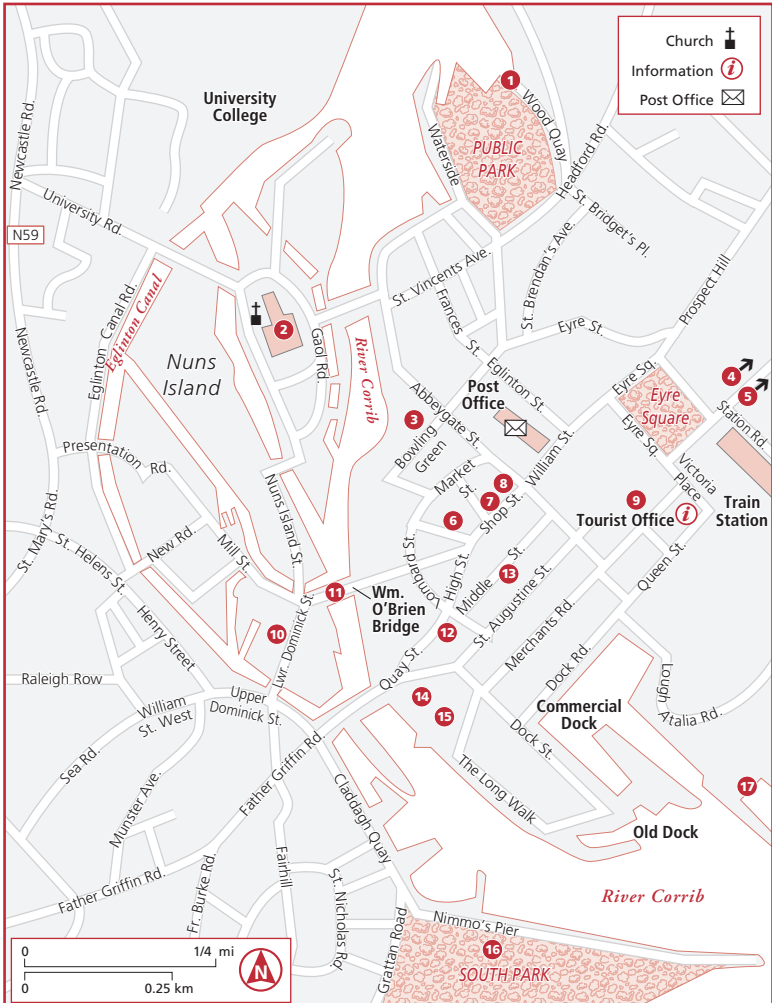 Church
Information i
Post Office
University
College
Newcastle Rd.
University Rd.
N59
1
Wood Quay
Waterside
PUBLIC
PARK
Headford Rd.
St. Bridget's Pl.
St. Vincents Ave.
St. Brendan's Ave.
Prospect Hill
Frances
St.
Eyre St.
Eglinton Canal Rd.
Eglinton Canal
2
Gaol Rd.
River Corrib
Nuns
Island
Newcastle Rd.
Eglinton St.
Post
Office
Eyre Sq.
Eyre
Square
Eyre Sq.
4
5
Station Rd.
Abbeygate St.
3
Bowling
Green
William St.
Market
St.
8
7
6
Shop St.
Victoria
Place
Train
Station
9
Tourist Office i
Presentation Rd.
St. Mary's Rd.
Nuns Island St.
New Rd.
Mill St.
St. Helens St.
Henry Street
Lombard St.
High St.
Middle St.
13
St. Augustine St.
Queen St.
11
Wm.
O'Brien
Bridge
10
Lwr. Dominick St.
12
Quay St.
Merchants Rd.
Dock Rd.
Lough
Atalia Rd.
Raleigh Row
William
St. West
Upper
Dominick St.
14
15
Commercial
Dock
Dock St.
Sea Rd.
Munster Ave.
Father Griffin Rd.
The Long Walk
17
Old Dock
Claddagh Quay
River Corrib
Father Griffin Rd.
Fr. Burke Rd.
Fairhill
St. Nicholas Rd
Grattan Road
Nimmo's Pier
16
SOUTH PARK
0 1/4 mi
0 0.25 km
N